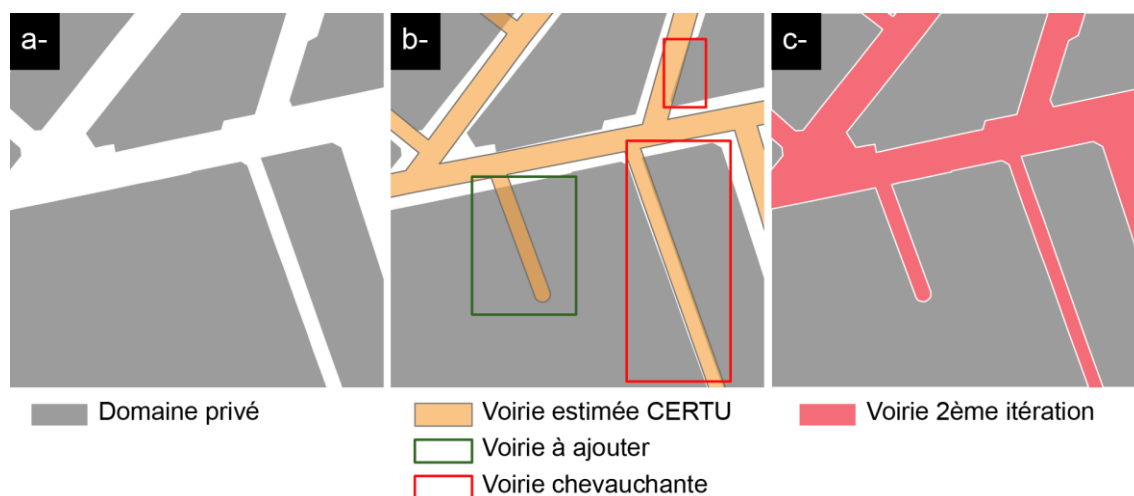 a-
b-
c-
Domaine privé
Voirie estimée CERTU
Voirie à ajouter
Voirie chevauchante
Voirie 2ème itération